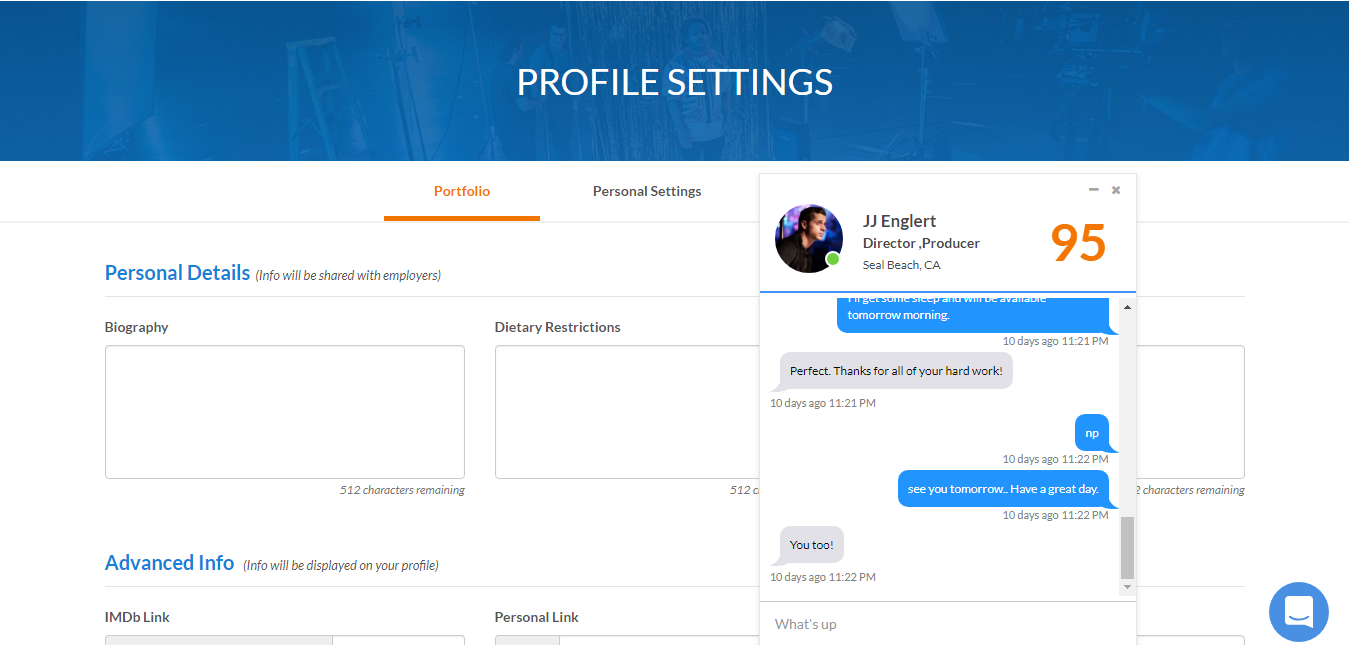 PROFILE SETTINGS
Portfolio
Personal Settings
Personal Details (Info will be shared with employers)
Biography
Dietary Restrictions
512 characters remaining
512 c
2 characters remaining
Advanced Info (Info will be displayed on your profile)
IMDb Link
Personal Link
JJ Englert
Director ,Producer
Seal Beach, CA
95
I'll get some sleep and will be available
tomorrow morning.
10 days ago 11:21 PM
Perfect. Thanks for all of your hard work!
10 days ago 11:21 PM
np
10 days ago 11:22 PM
see you tomorrow.. Have a great day.
10 days ago 11:22 PM
You too!
10 days ago 11:22 PM
What's up